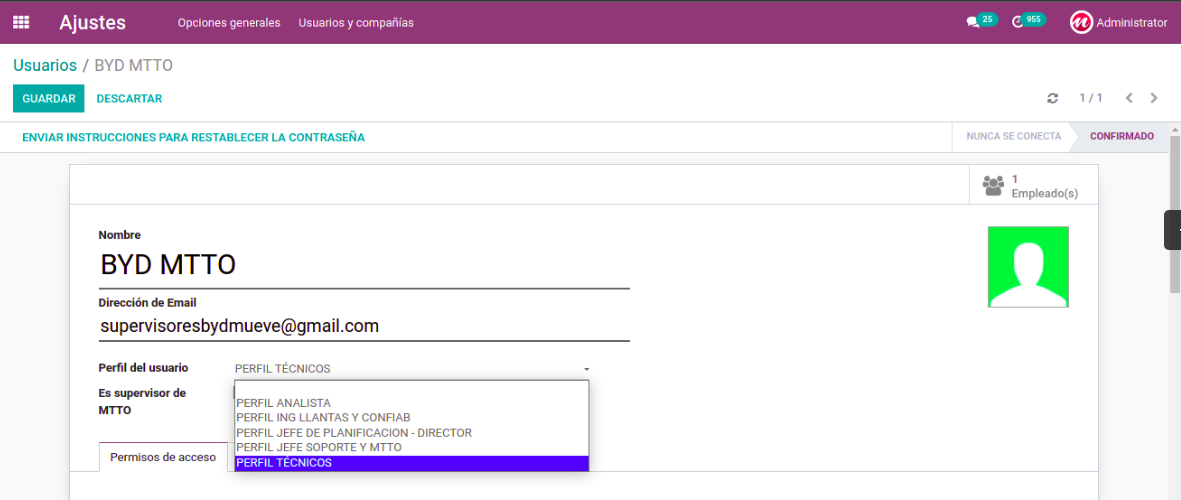 Ajustes Opciones generales Usuarios y compañías 25 955 Administrator
Usuarios / BYD MTTO
GUARDAR DESCARTAR 1 / 1
ENVIAR INSTRUCCIONES PARA RESTABLECER LA CONTRASEÑA NUNCA SE CONECTA CONFIRMADO
1
Empleado(s)
Nombre
BYD MTTO
Dirección de Email
supervisoresbydmueve@gmail.com
Perfil del usuario PERFIL TÉCNICOS
Es supervisor de
MTTO
PERFIL ANALISTA
PERFIL ING LLANTAS Y CONFIAB
PERFIL JEFE DE PLANIFICACION - DIRECTOR
PERFIL JEFE SOPORTE Y MTTO
PERFIL TÉCNICOS
Permisos de acceso